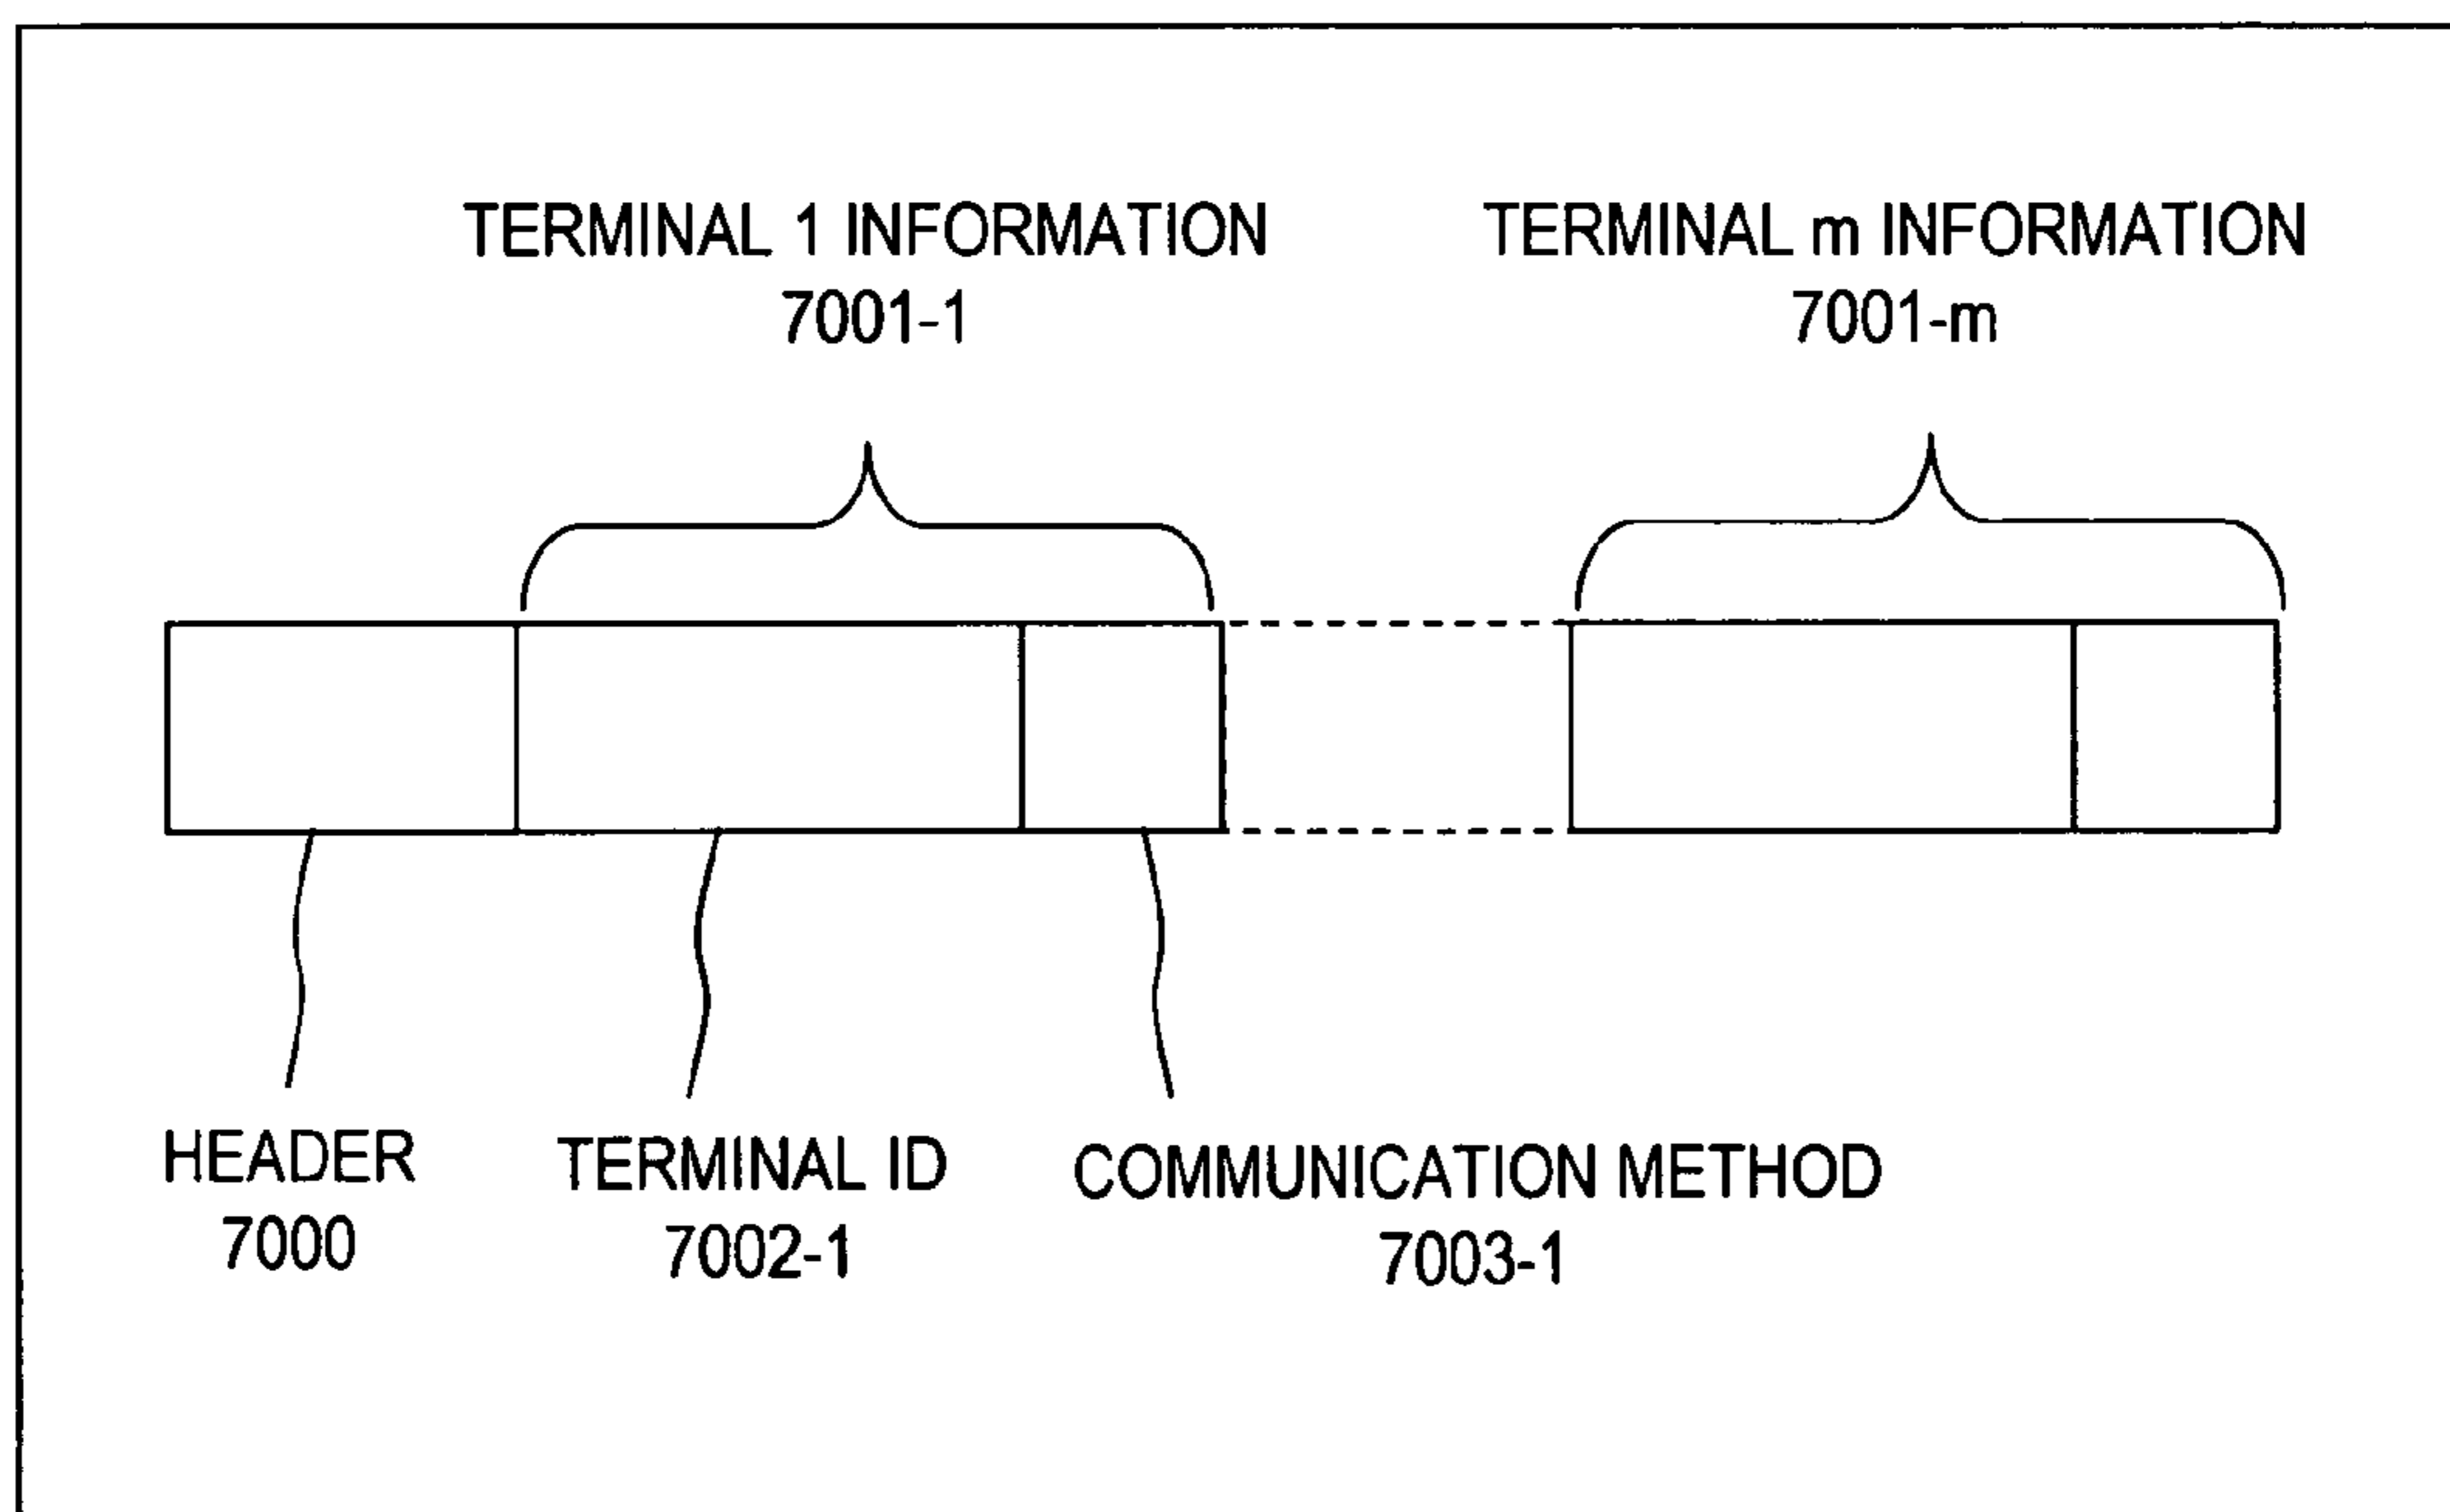 TERMINAL 1 INFORMATION
7001-1
TERMINAL m INFORMATION
7001-m
HEADER
7000
TERMINAL ID
7002-1
COMMUNICATION METHOD
7003-1